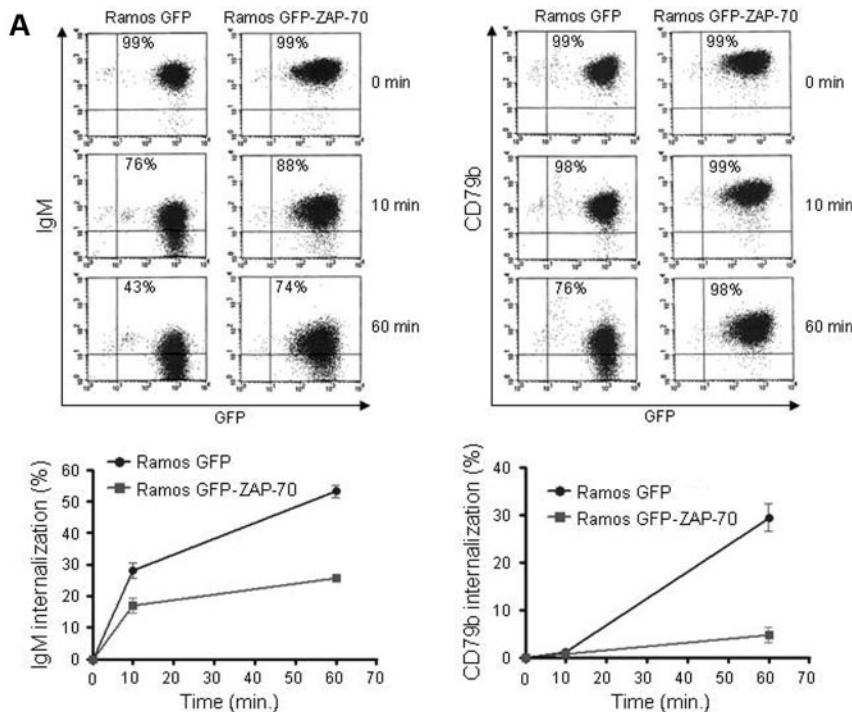 A
Ramos GFP Ramos GFP-ZAP-70
99% 99% 0 min
76% 88% 10 min
43% 74% 60 min
IgM
GFP
Ramos GFP Ramos GFP-ZAP-70
99% 99% 0 min
98% 99% 10 min
76% 98% 60 min
CD79b
GFP
Ramos GFP
Ramos GFP-ZAP-70
IgM internalization (%)
60
50
40
30
20
10
0
0 10 20 30 40 50 60 70
Time (min.)
Ramos GFP
Ramos GFP-ZAP-70
CD79b internalization (%)
40
30
20
10
0
0 10 20 30 40 50 60 70
Time (min.)